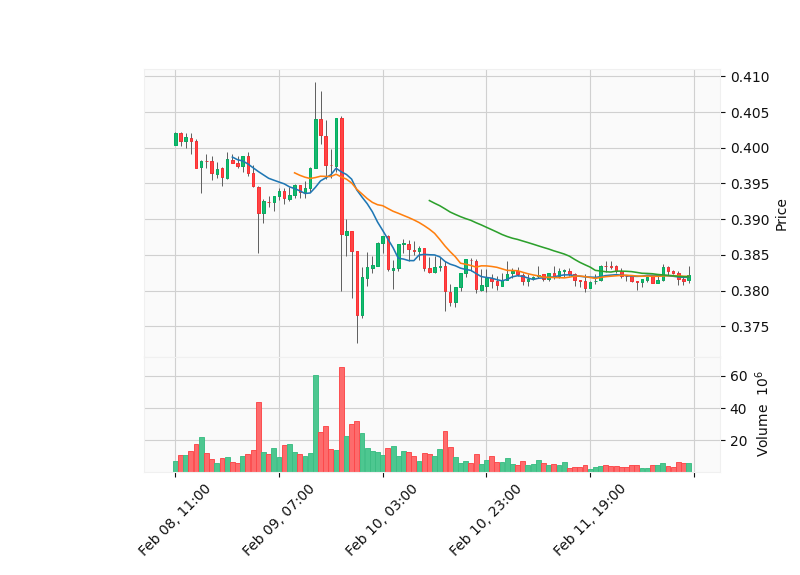 0.410
0.405
0.400
0.395
0.390
0.385
0.380
0.375
Price
60
40
20
Volume 10⁶
Feb 08, 11:00
Feb 09, 07:00
Feb 10, 03:00
Feb 10, 23:00
Feb 11, 19:00